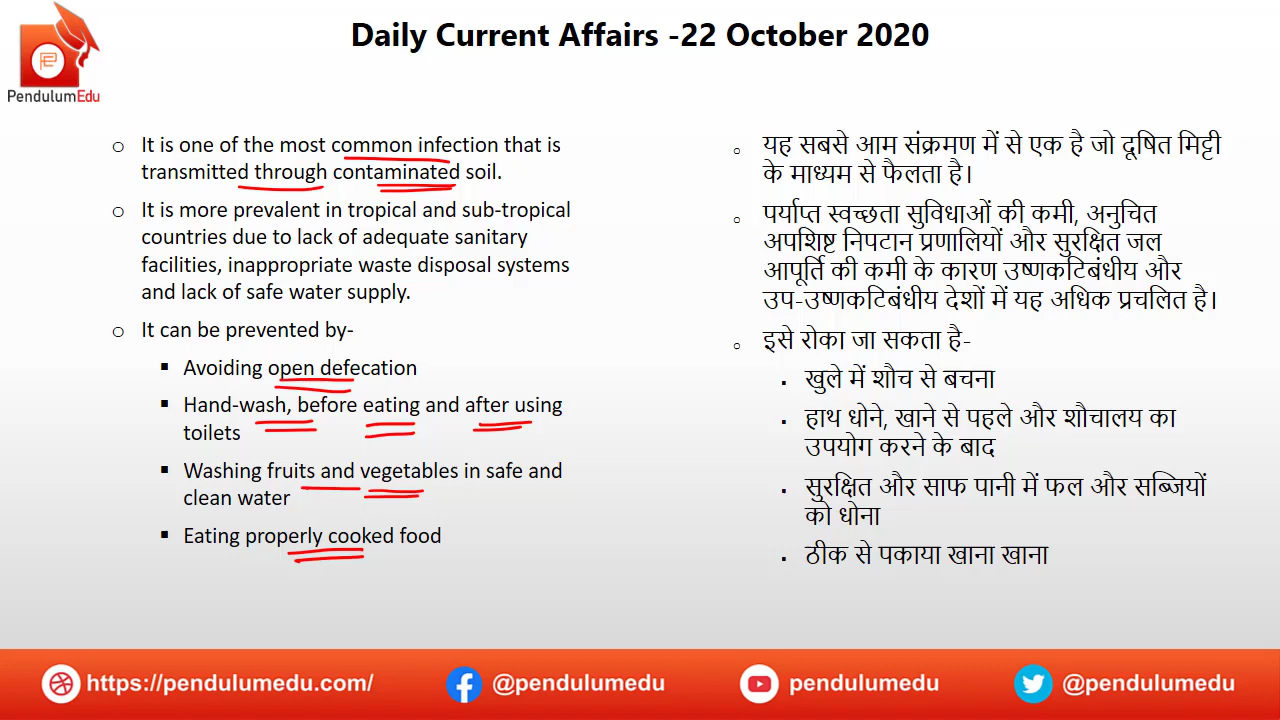 Daily Current Affairs -22 October 2020
PendulumEdu
It is one of the most common infection that is
transmitted through contaminated soil.
It is more prevalent in tropical and sub-tropical
countries due to lack of adequate sanitary
facilities, inappropriate waste disposal systems
and lack of safe water supply.
It can be prevented by-
Avoiding open defecation
Hand-wash, before eating and after using
toilets
Washing fruits and vegetables in safe and
clean water
Eating properly cooked food
यह सबसे आम संक्रमण में से एक है जो दूषित मिट्टी
के माध्यम से फैलता है।
पर्याप्त स्वच्छता सुविधाओं की कमी, अनुचित
अपशिष्ट निपटान प्रणालियों और सुरक्षित जल
आपूर्ति की कमी के कारण उष्णकटिबंधीय और
उप-उष्णकटिबंधीय देशों में यह अधिक प्रचलित है।
इसे रोका जा सकता है-
खुले में शौच से बचना
हाथ धोने, खाने से पहले और शौचालय का
उपयोग करने के बाद
सुरक्षित और साफ पानी में फल और सब्जियों
को धोना
ठीक से पकाया खाना खाना
https://pendulumedu.com/
@pendulumedu
pendulumedu
@pendulumedu